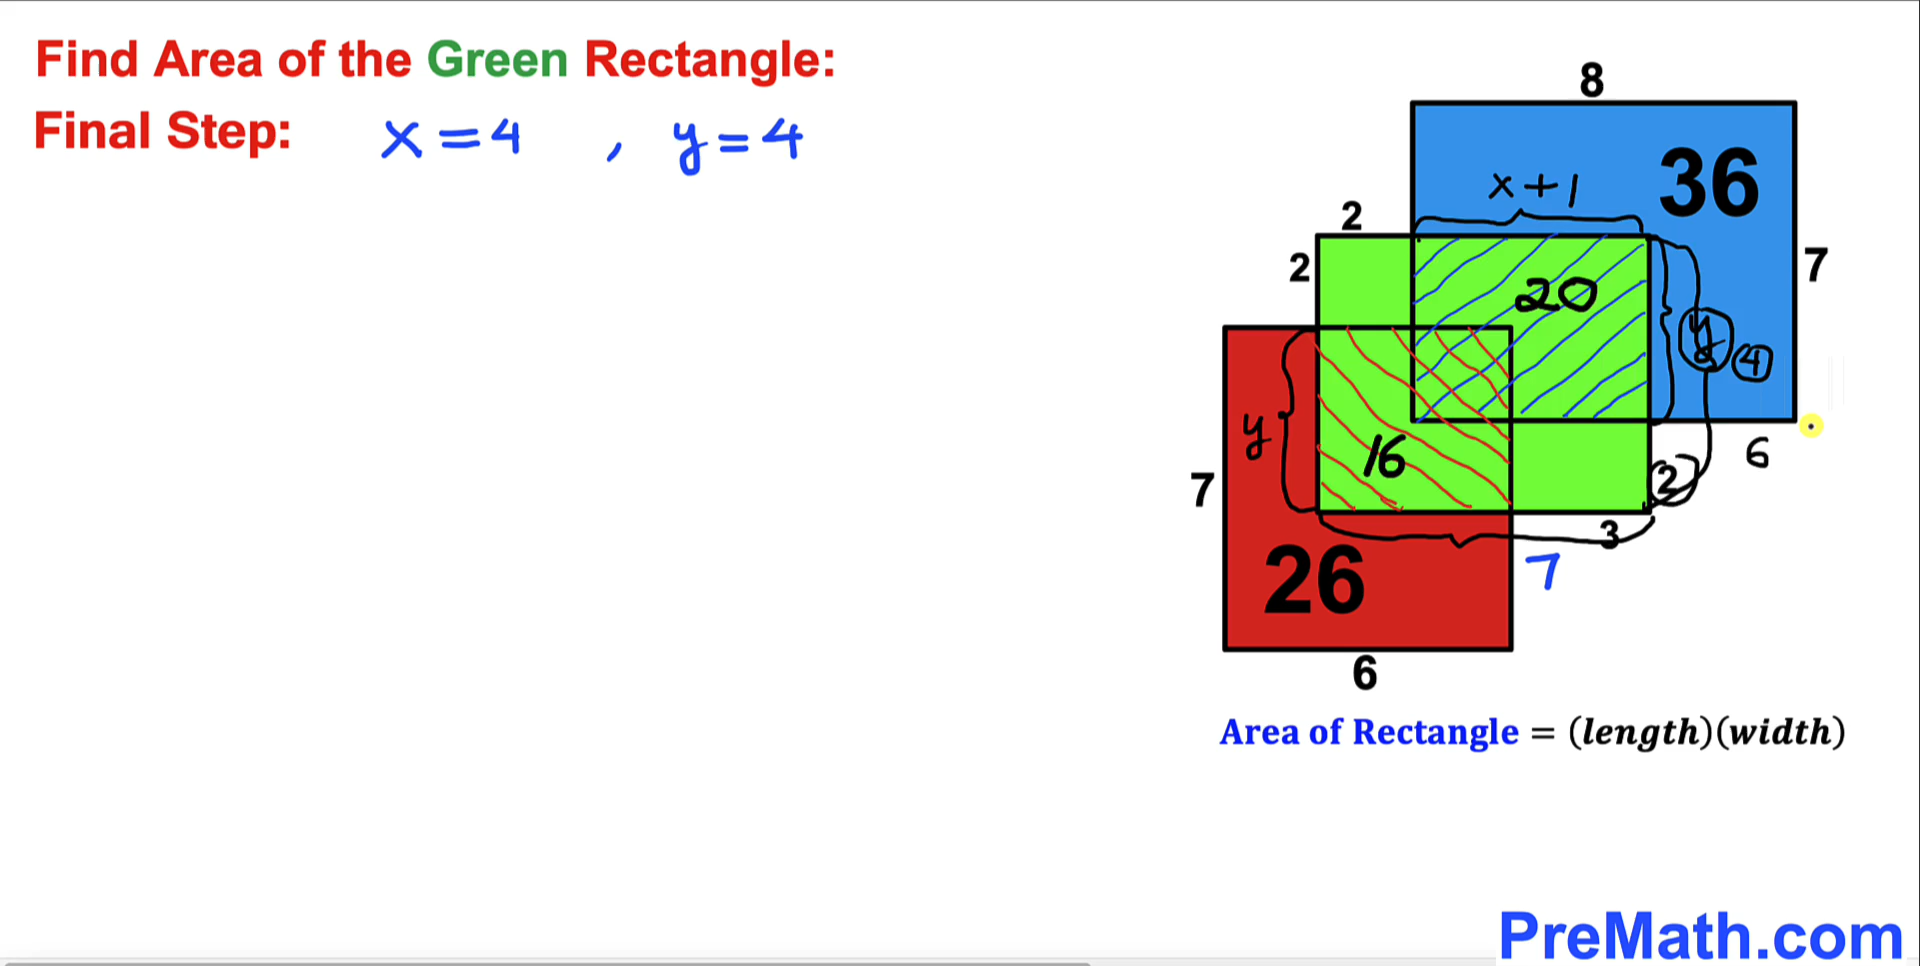 Find Area of the Green Rectangle:
Final Step: x = 4 , y = 4
8
36
x + 1
2
2
7
20
y
4
y
16
2
6
7
3
7
26
6
Area of Rectangle = (length)(width)
PreMath.com